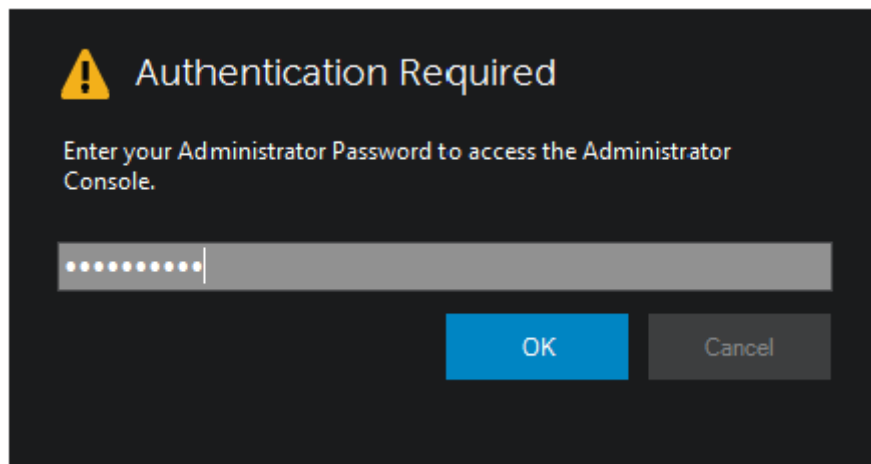 Authentication Required
Enter your Administrator Password to access the Administrator
Console.
••••••••••
OK
Cancel